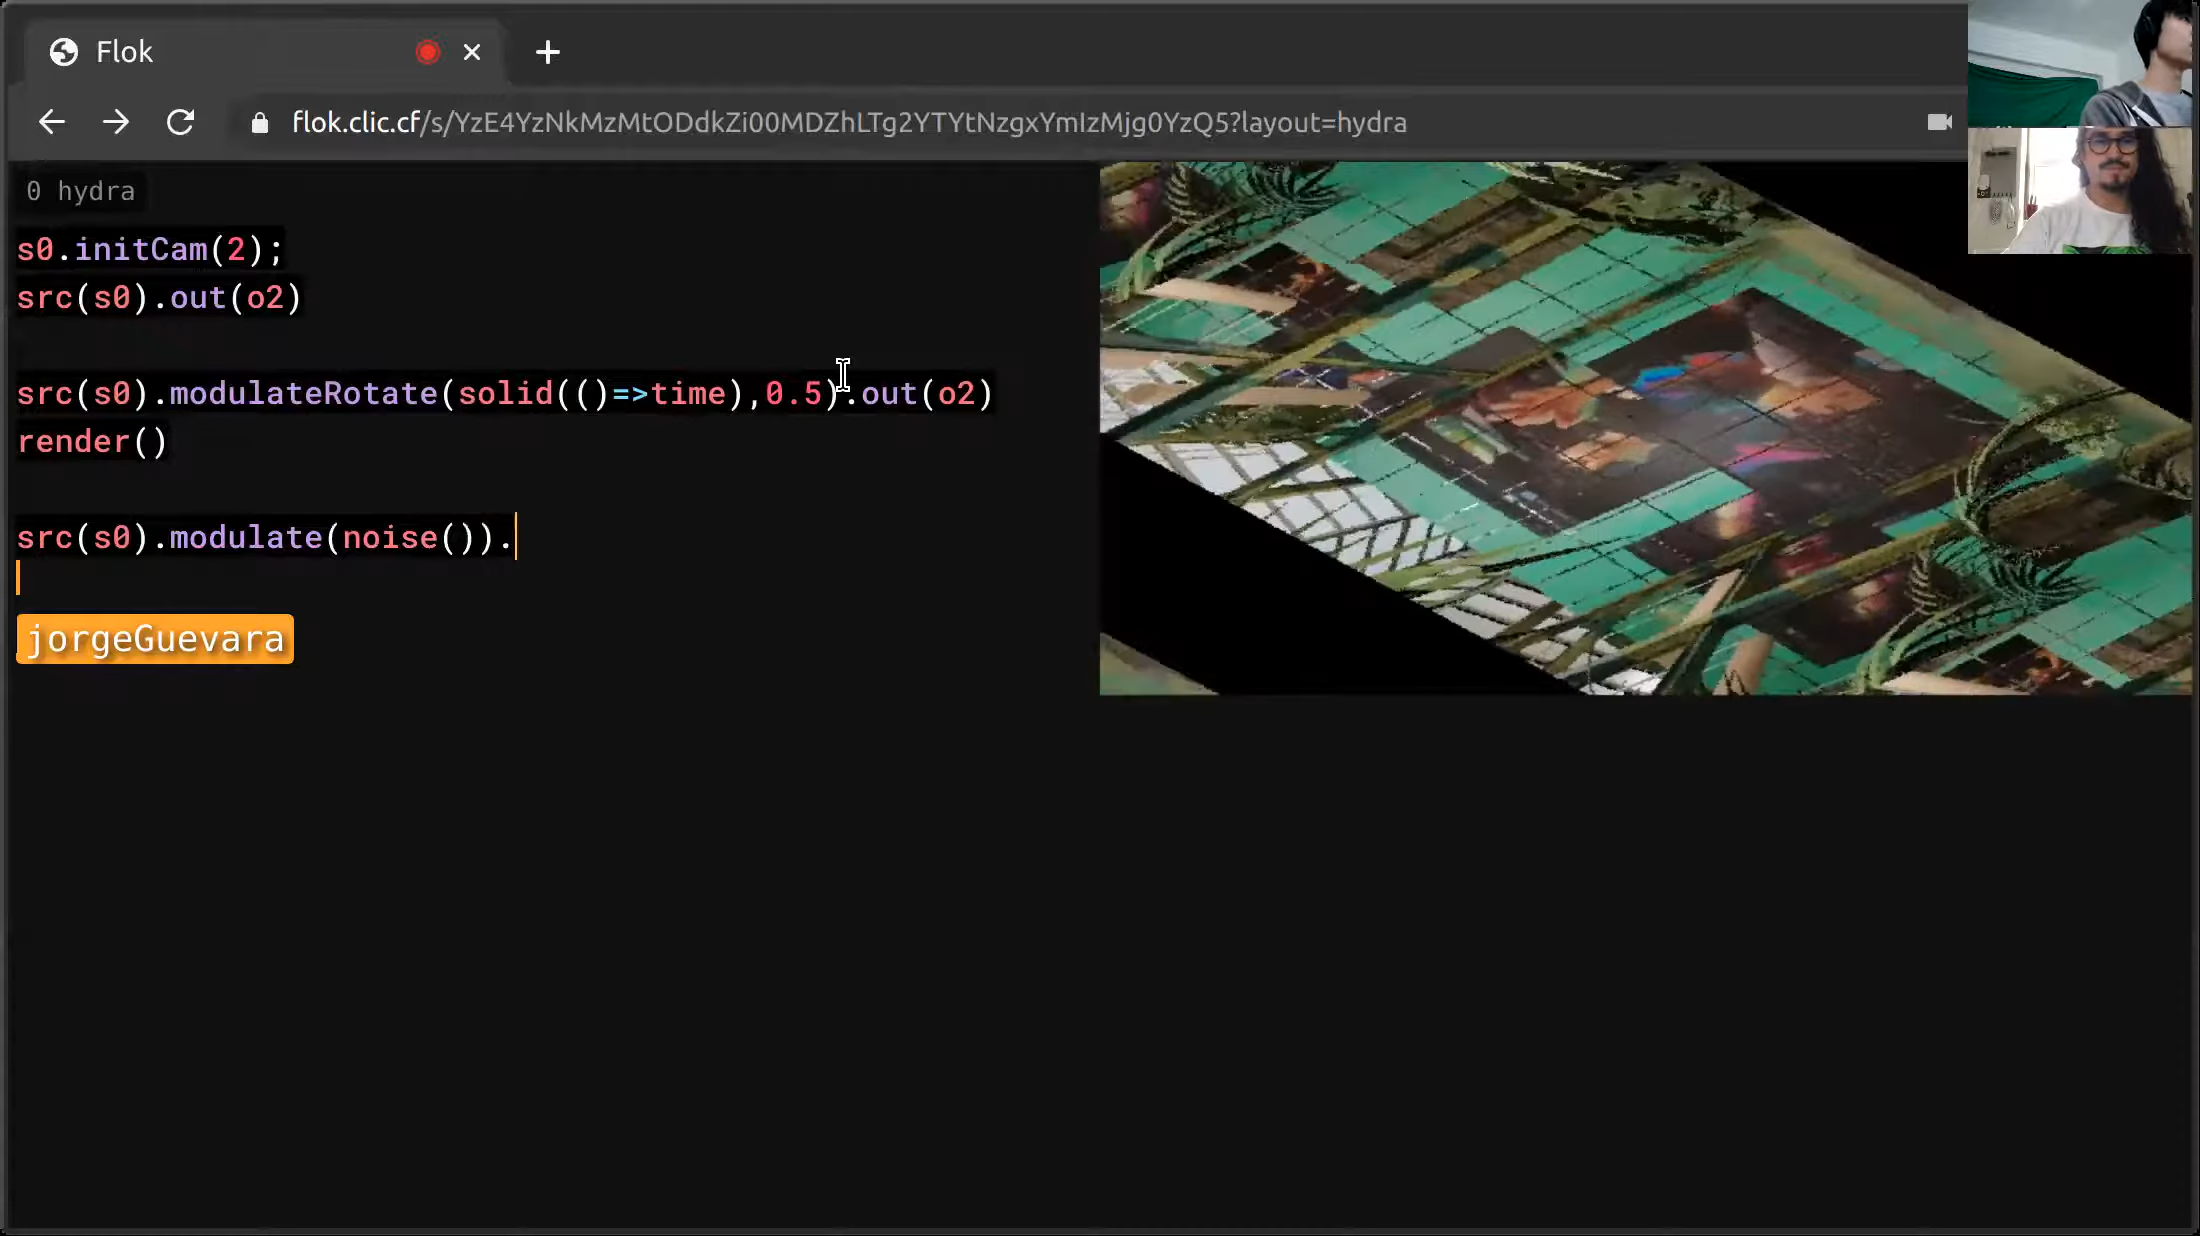 Flok
flok.clic.cf/s/YzE4YzNkMzMtODdkZi00MDZhLTg2YTYtNzgxYmIzMjg0YzQ5?layout=hydra
0 hydra
s0.initCam(2);
src(s0).out(o2)
src(s0).modulateRotate(solid(()=>time),0.5).out(o2)
render()
src(s0).modulate(noise()).
jorgeGuevara